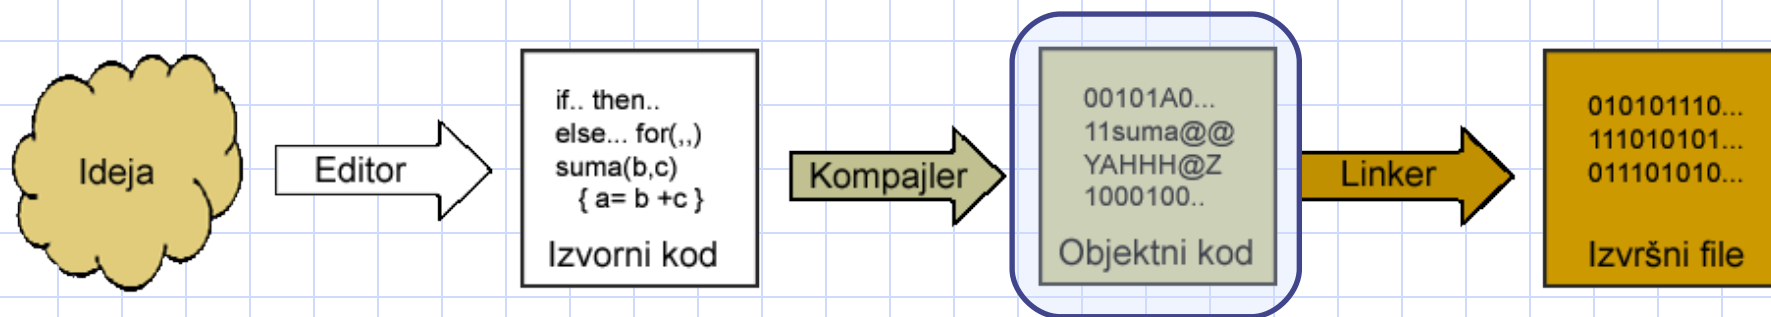 Ideja
Editor
if.. then..
else... for(,,)
suma(b,c)
{ a= b +c }
Izvorni kod
Kompajler
00101A0...
11suma@@
YAHHH@Z
1000100..
Objektni kod
Linker
010101110...
111010101...
011101010...
Izvršni file